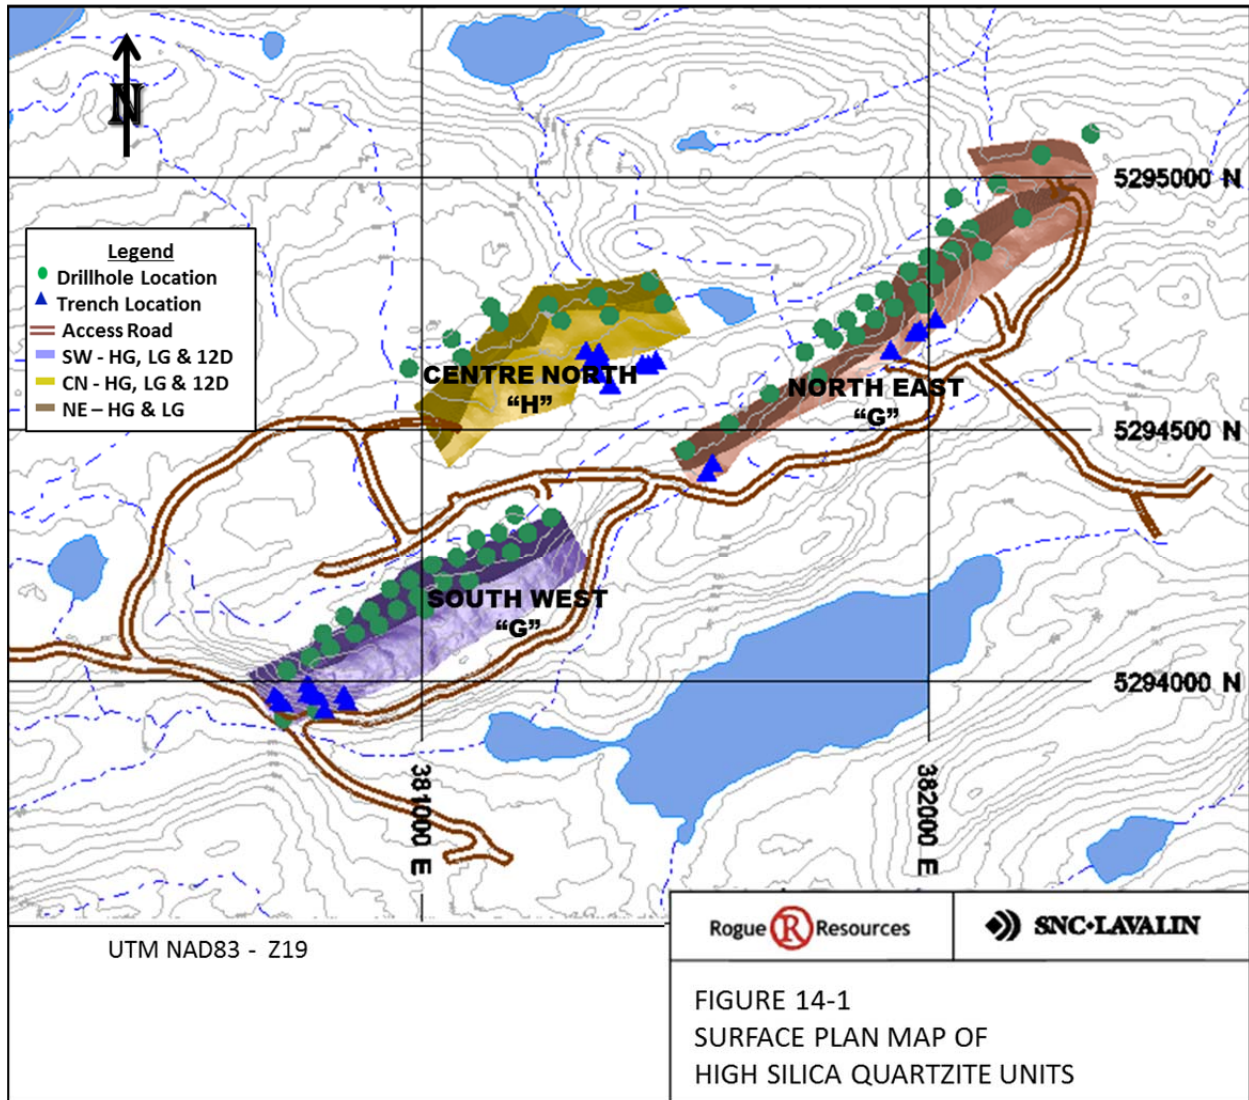 N
5295000 N
Legend
Drillhole Location
Trench Location
Access Road
SW - HG, LG & 12D
CN - HG, LG & 12D
NE – HG & LG
CENTRE NORTH
“H”
NORTH EAST
“G”
5294500 N
SOUTH WEST
“G”
5294000 N
381000 E
382000 E
UTM NAD83 - Z19
Rogue R Resources
SNC•LAVALIN
FIGURE 14-1
SURFACE PLAN MAP OF
HIGH SILICA QUARTZITE UNITS